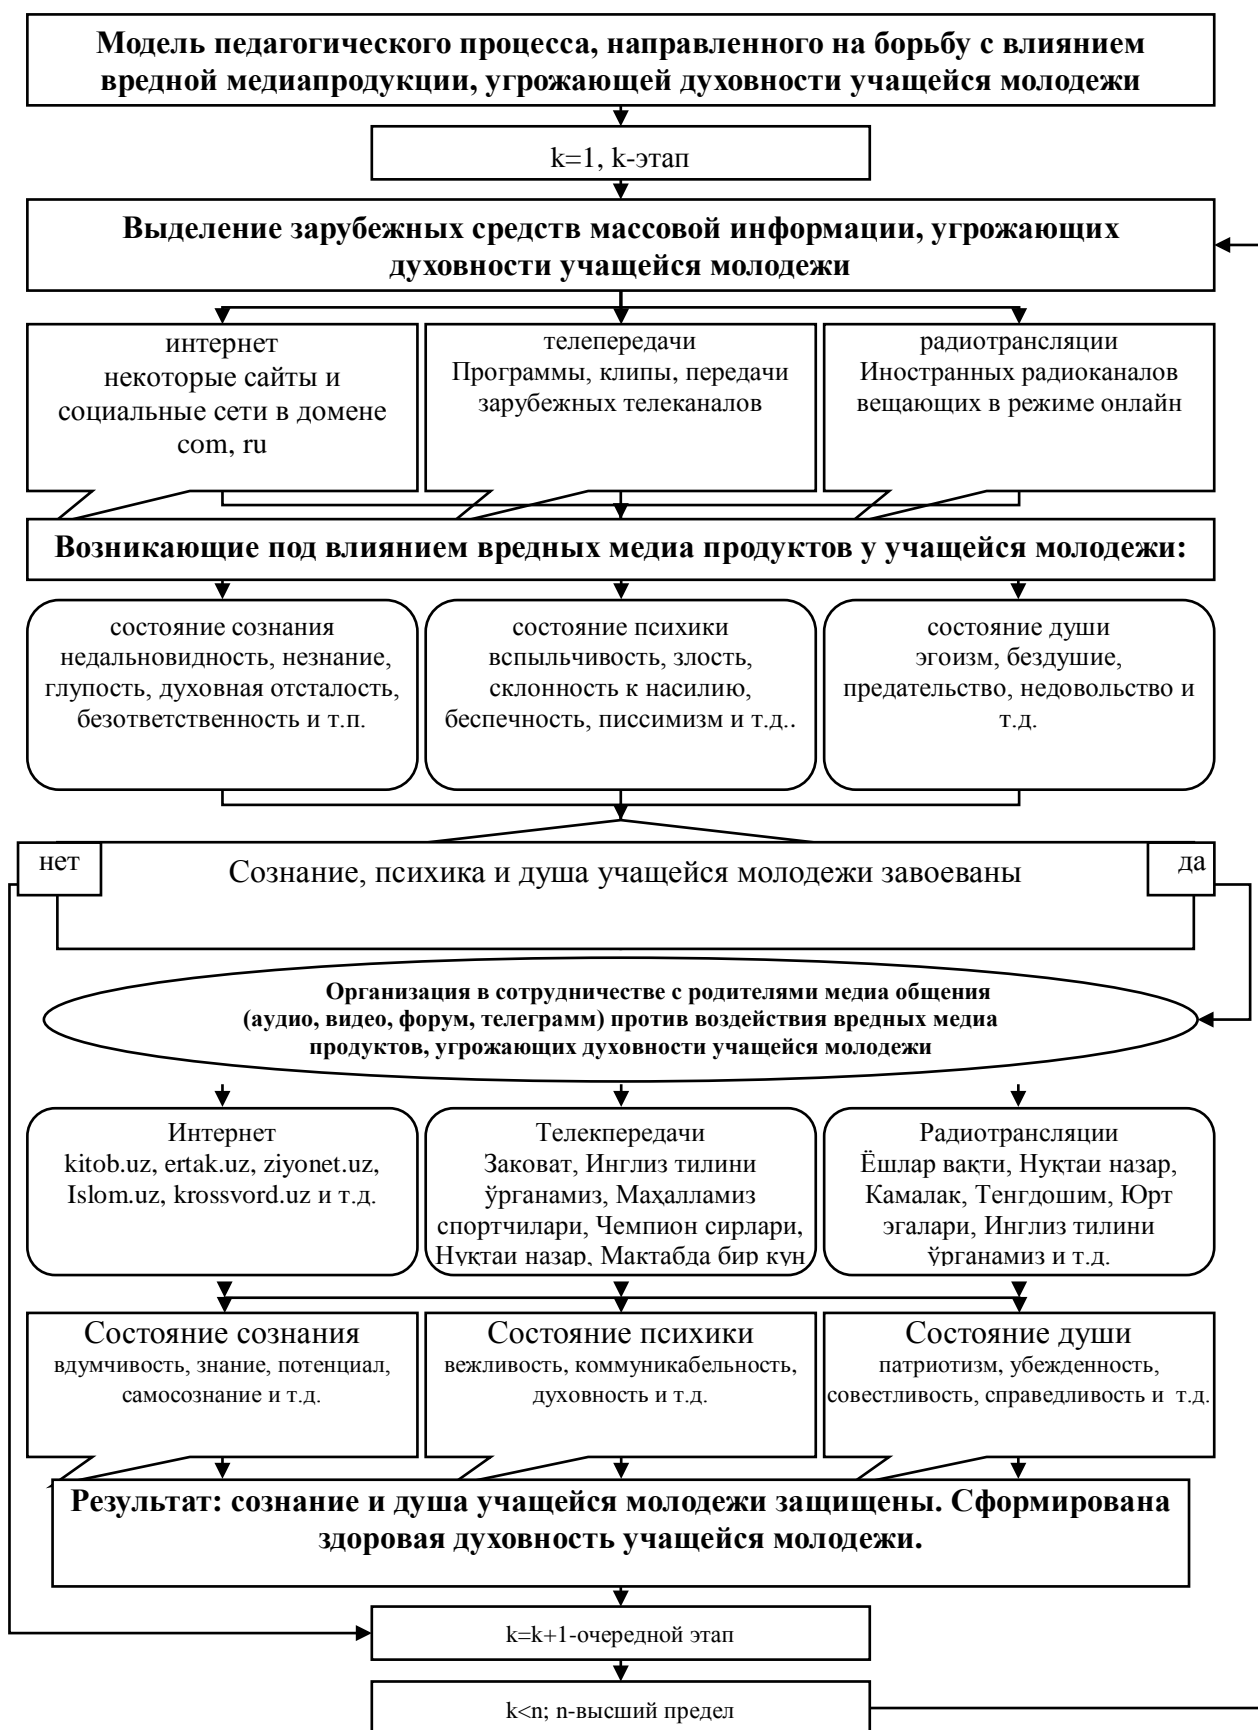 Модель педагогического процесса, направленного на борьбу с влиянием
вредной медиапродукции, угрожающей духовности учащейся молодежи
k=1, k-этап
Выделение зарубежных средств массовой информации, угрожающих
духовности учащейся молодежи
интернет
некоторые сайты и
социальные сети в домене
com, ru
телепередачи
Программы, клипы, передачи
зарубежных телеканалов
радиотрансляции
Иностранных радиоканалов
вещающих в режиме онлайн
Возникающие под влиянием вредных медиа продуктов у учащейся молодежи:
состояние сознания
недальновидность, незнание,
глупость, духовная отсталость,
безответственность и т.п.
состояние психики
вспыльчивость, злость,
склонность к насилию,
беспечность, писсимизм и т.д..
состояние души
эгоизм, бездушие,
предательство, недовольство и
т.д.
нет
Сознание, психика и душа учащейся молодежи завоеваны
да
Организация в сотрудничестве с родителями медиа общения
(аудио, видео, форум, телеграмм) против воздействия вредных медиа
продуктов, угрожающих духовности учащейся молодежи
Интернет
kitob.uz, ertak.uz, ziyonet.uz,
Islom.uz, krossvord.uz и т.д.
Телекпередачи
Заковат, Инглиз тилини
ўрганамиз, Маҳалламиз
спортчилари, Чемпион сирлари,
Нуқтаи назар, Мактабда бир кун
Радиотрансляции
Ёшлар вақти, Нуқтаи назар,
Камалак, Тенгдошим, Юрт
эгалари, Инглиз тилини
ўрганамиз и т.д.
Состояние сознания
вдумчивость, знание, потенциал,
самосознание и т.д.
Состояние психики
вежливость, коммуникабельность,
духовность и т.д.
Состояние души
патриотизм, убежденность,
совестливость, справедливость и т.д.
Результат: сознание и душа учащейся молодежи защищены. Сформирована
здоровая духовность учащейся молодежи.
k=k+1-очередной этап
k<n; n-высший предел